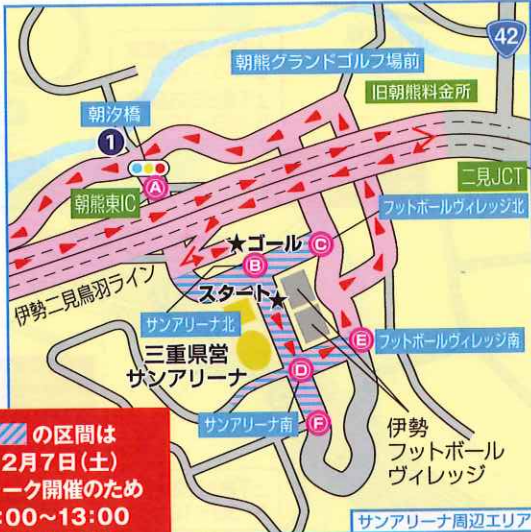 42
朝熊グランドゴルフ場前
旧朝熊料金所
朝汐橋
1
A
朝熊東IC
二見JCT
フットボールヴィレッジ北
★ゴール
C
B
伊勢二見鳥羽ライン
スタート★
サンアリーナ北
E
フットボールヴィレッジ南
三重県営
サンアリーナ
D
サンアリーナ南
F
伊勢
フットボール
ヴィレッジ
の区間は
2月7日(土)
ーク開催のため
:00~13:00
サンアリーナ周辺エリア